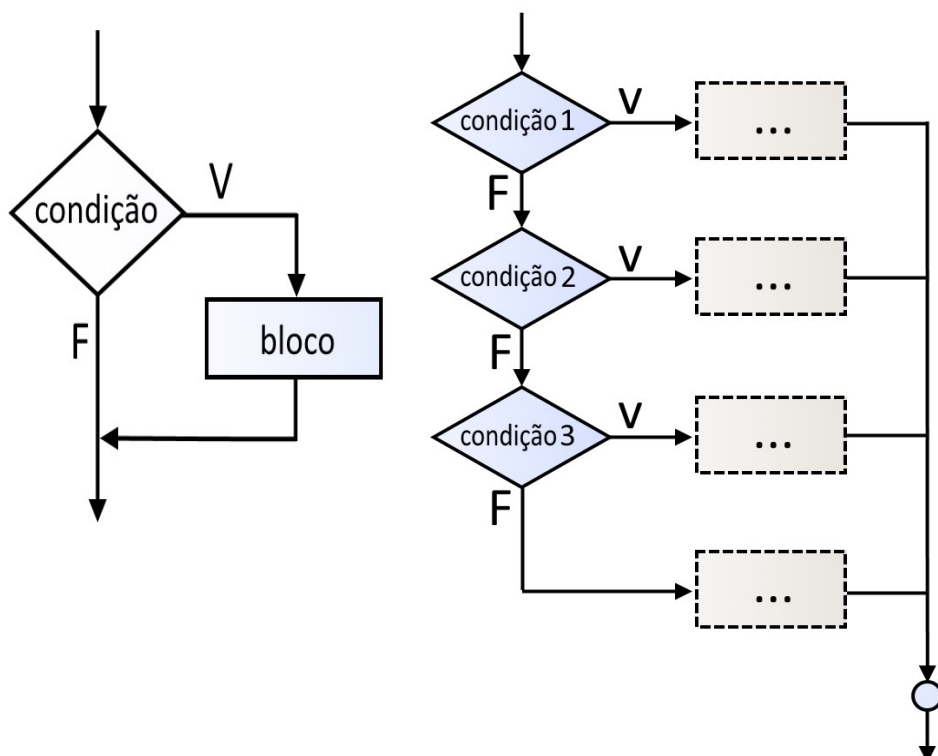 condição
V
F
bloco
condição 1
V
...
F
condição 2
V
...
F
condição 3
V
...
F
...